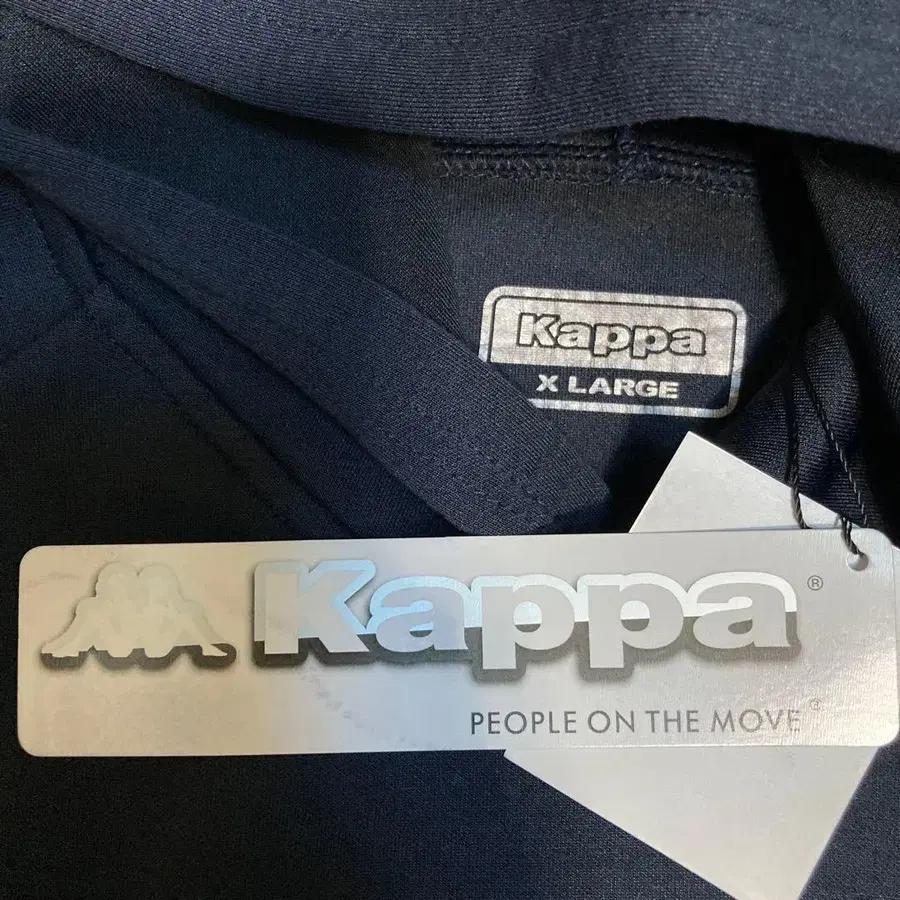 Kappa
X LARGE
Kappa®
PEOPLE ON THE MOVE®